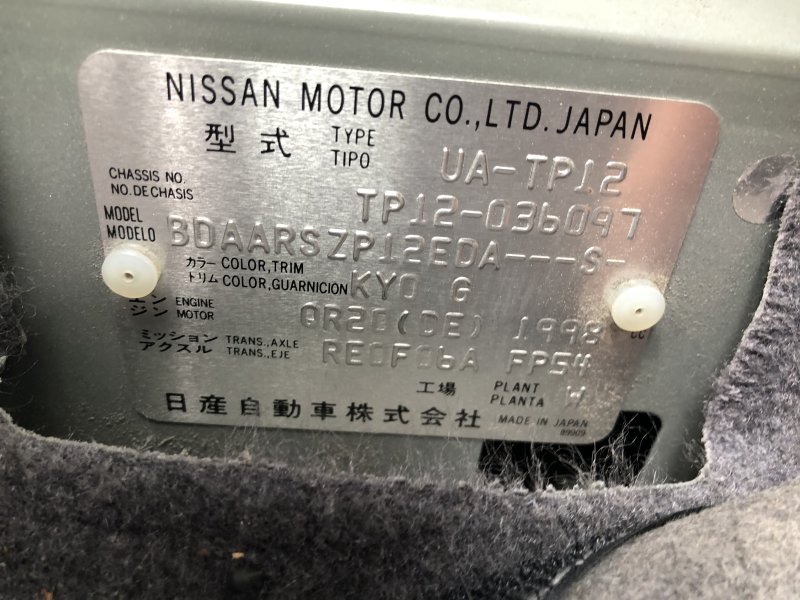 NISSAN MOTOR CO.,LTD. JAPAN
型式 TYPE TIPO UA-TP12
CHASSIS NO. NO. DE CHASIS TP12-036097
MODEL MODELO BDAARSZP12EDA---S-
カラー COLOR,TRIM
トリム COLOR,GUARNICION KY0 G
エンジン ENGINE MOTOR QR20(DE) 1998 CC
ミッション TRANS.,AXLE
アクスル TRANS.,EJE RE0F06A FP54
工場 PLANT PLANTA W
日産自動車株式会社 MADE IN JAPAN
89909